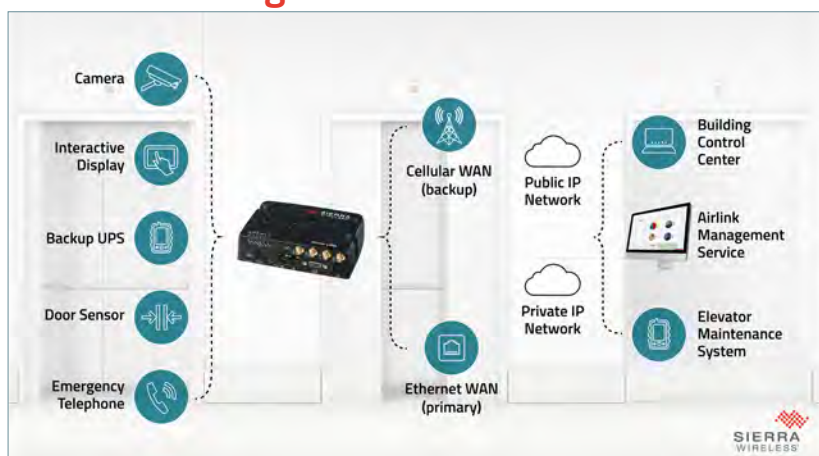 Camera
Interactive
Display
Backup UPS
Door Sensor
Emergency
Telephone
SIERRA
Cellular WAN
(backup)
Ethernet WAN
(primary)
Public IP
Network
Private IP
Network
Building
Control
Center
Airlink
Management
Service
Elevator
Maintenance
System
SIERRA
WIRELESS